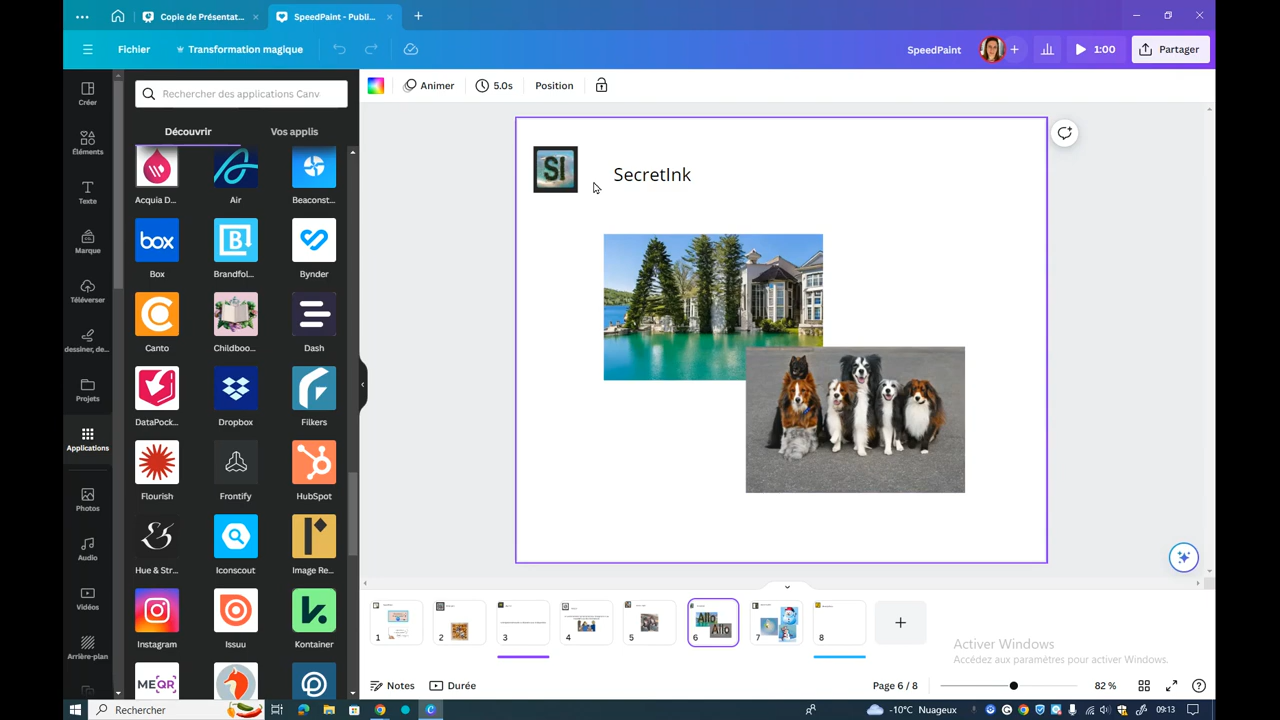 Copie de Présentat...
SpeedPaint - Publi...
Fichier
Transformation magique
SpeedPaint
1:00
Partager
Créer
Éléments
Texte
Marque
Téléverser
dessiner, de...
Projets
Applications
Photos
Audio
Vidéos
Arrière-plan
Rechercher des applications Canv
Découvrir
Vos applis
Acquia D...
Air
Beaconst...
box
Box
Brandfol...
Bynder
Canto
Childboo...
Dash
DataPock...
Dropbox
Filkers
Flourish
Frontify
HubSpot
Hue & Str...
Iconscout
Image Re...
Instagram
Issuu
Kontainer
MEQR
Animer
5.0s
Position
SI
SecretInk
1
2
3
4
5
6
Allo
Allo
7
8
Activer Windows
Accédez aux paramètres pour activer Windows.
Notes
Durée
Page 6 / 8
82 %
Rechercher
-10°C Nuageux
09:13